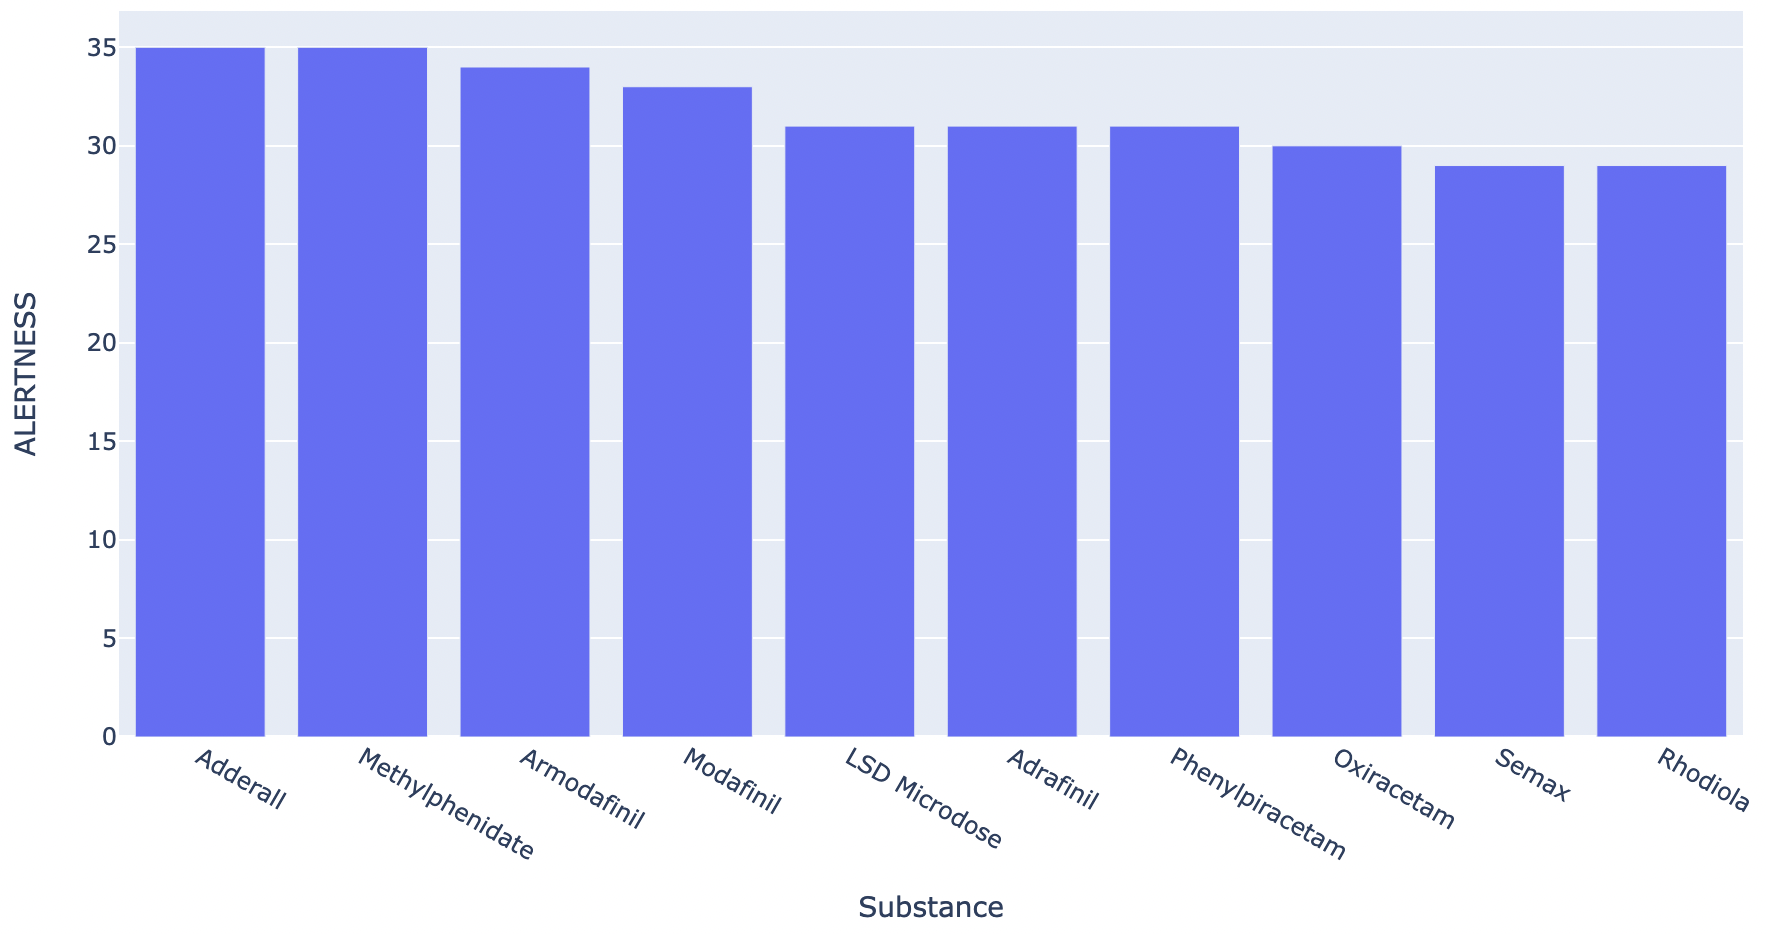 35
30
25
20
15
10
5
0
ALERTNESS
Adderall
Methylphenidate
Armodafinil
Modafinil
LSD Microdose
Adrafinil
Phenylpiracetam
Oxiracetam
Semax
Rhodiola
Substance